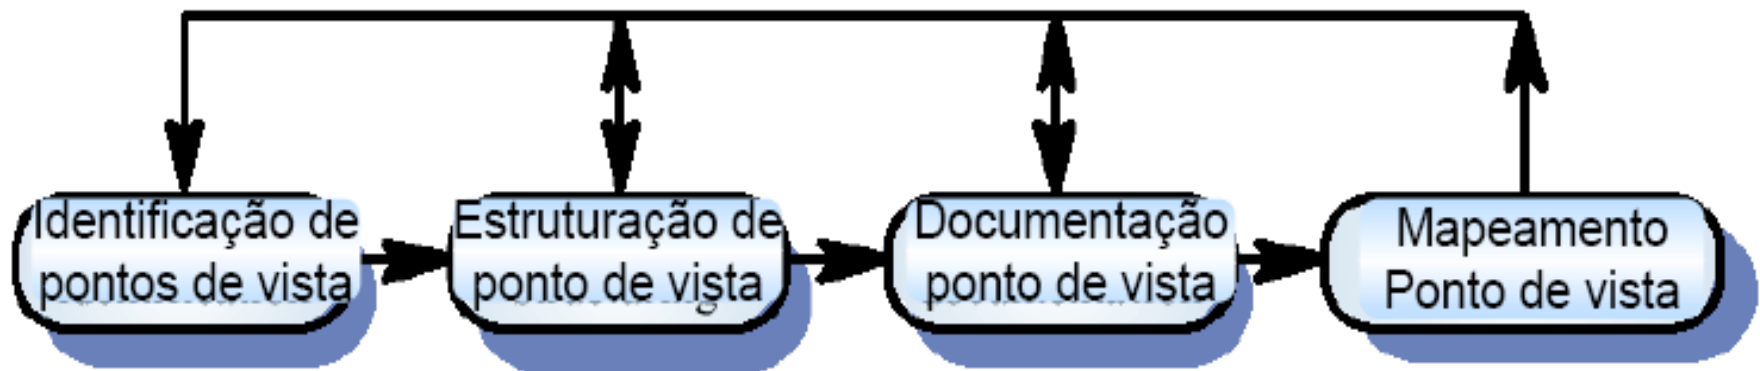 Identificação de
pontos de vista
Estruturação de
ponto de vista
Documentação
ponto de vista
Mapeamento
Ponto de vista